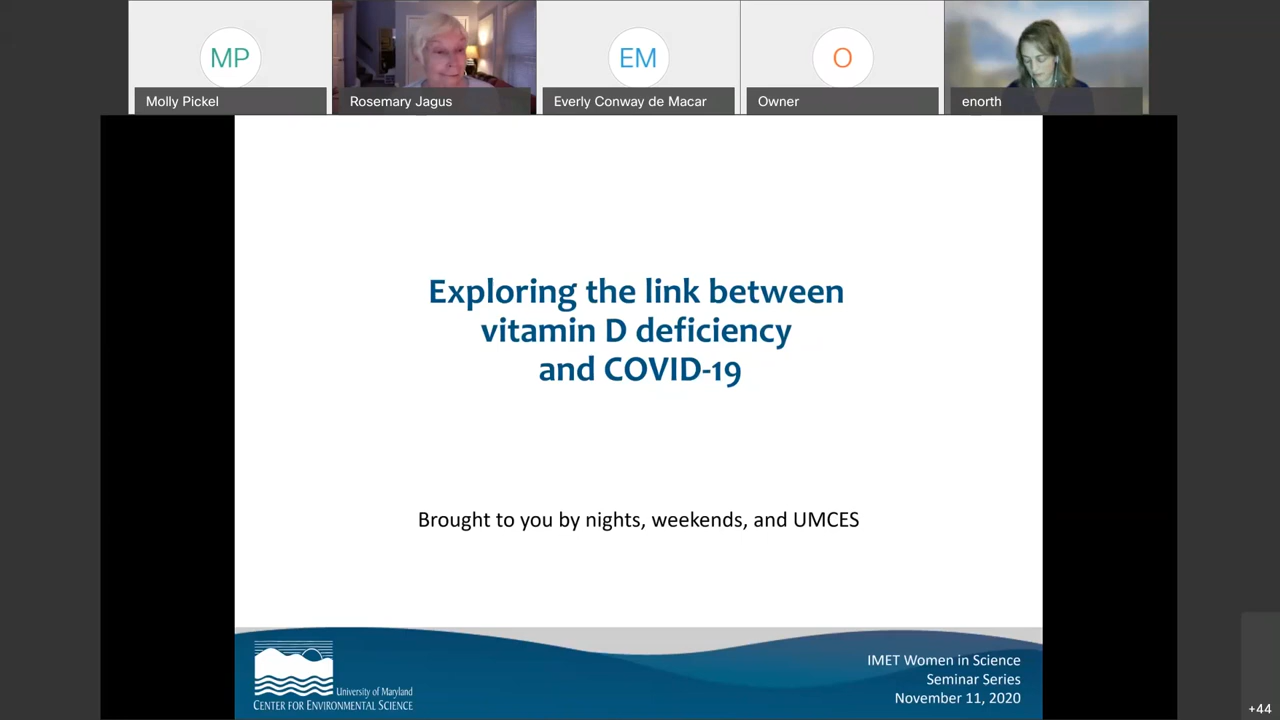 MP
Molly Pickel
Rosemary Jagus
EM
Everly Conway de Macar
O
Owner
enorth
Exploring the link between
vitamin D deficiency
and COVID-19
Brought to you by nights, weekends, and UMCES
University of Maryland
CENTER FOR ENVIRONMENTAL SCIENCE
IMET Women in Science
Seminar Series
November 11, 2020
+44